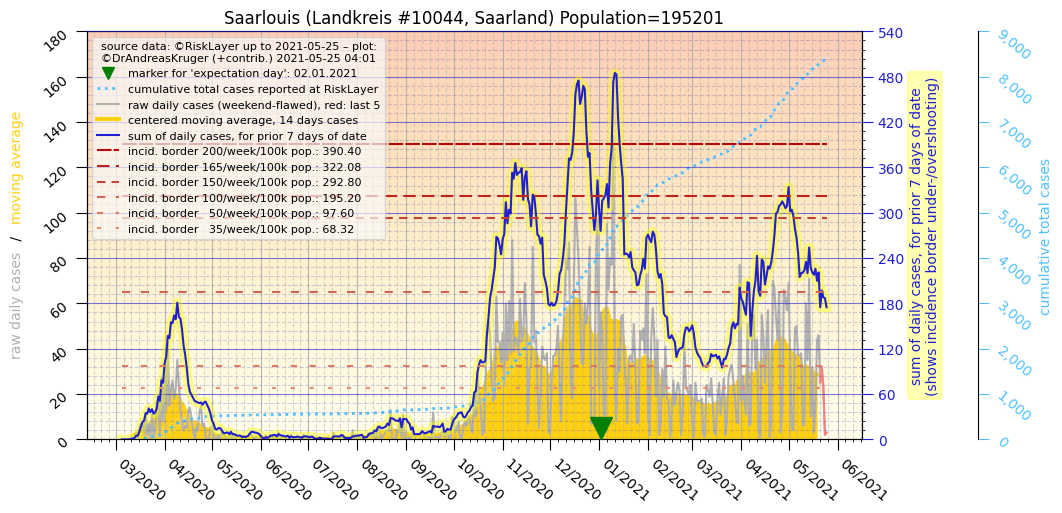 Saarlouis (Landkreis #10044, Saarland) Population=195201
source data: ©RiskLayer up to 2021-05-25 – plot:
©DrAndreasKruger (+contrib.) 2021-05-25 04:01
marker for 'expectation day': 02.01.2021
cumulative total cases reported at RiskLayer
raw daily cases (weekend-flawed), red: last 5
centered moving average, 14 days cases
sum of daily cases, for prior 7 days of date
incid. border 200/week/100k pop.: 390.40
incid. border 165/week/100k pop.: 322.08
incid. border 150/week/100k pop.: 292.80
incid. border 100/week/100k pop.: 195.20
incid. border   50/week/100k pop.: 97.60
incid. border   35/week/100k pop.: 68.32
raw daily cases / moving average
180
160
140
120
100
80
60
40
20
0
03/2020
04/2020
05/2020
06/2020
07/2020
08/2020
09/2020
10/2020
11/2020
12/2020
01/2021
02/2021
03/2021
04/2021
05/2021
06/2021
540
480
420
360
300
240
180
120
60
0
sum of daily cases, for prior 7 days of date
(shows incidence border under-/overshooting)
9,000
8,000
7,000
6,000
5,000
4,000
3,000
2,000
1,000
0
cumulative total cases